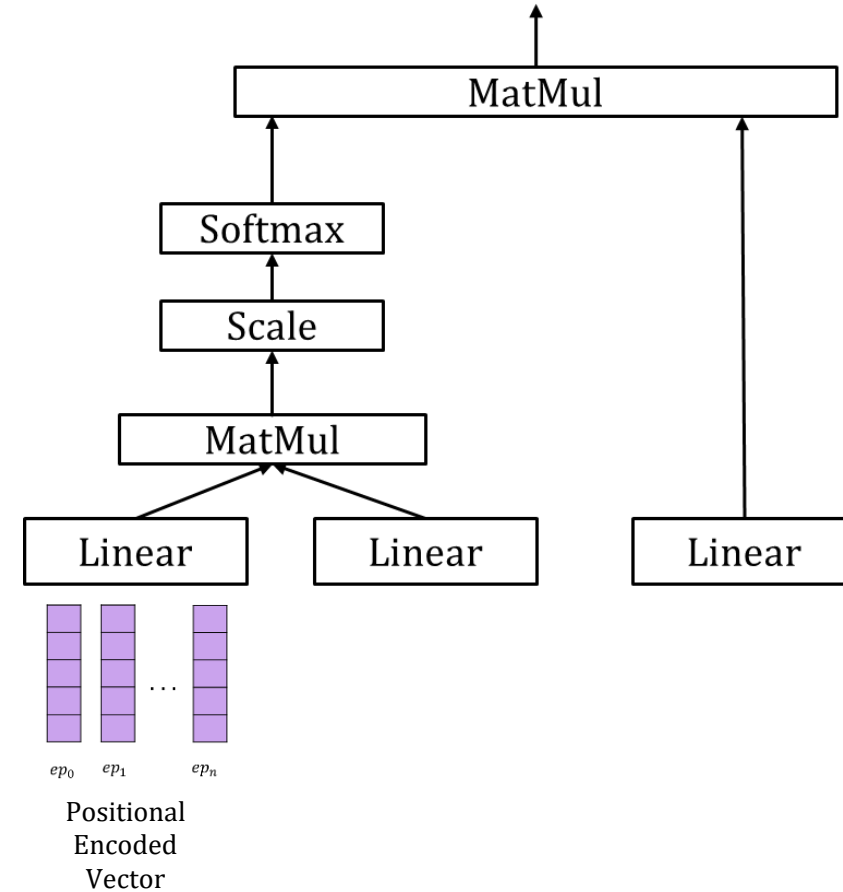 MatMul
Softmax
Scale
MatMul
Linear Linear Linear
...
ep₀ ep₁ epₙ
Positional
Encoded
Vector